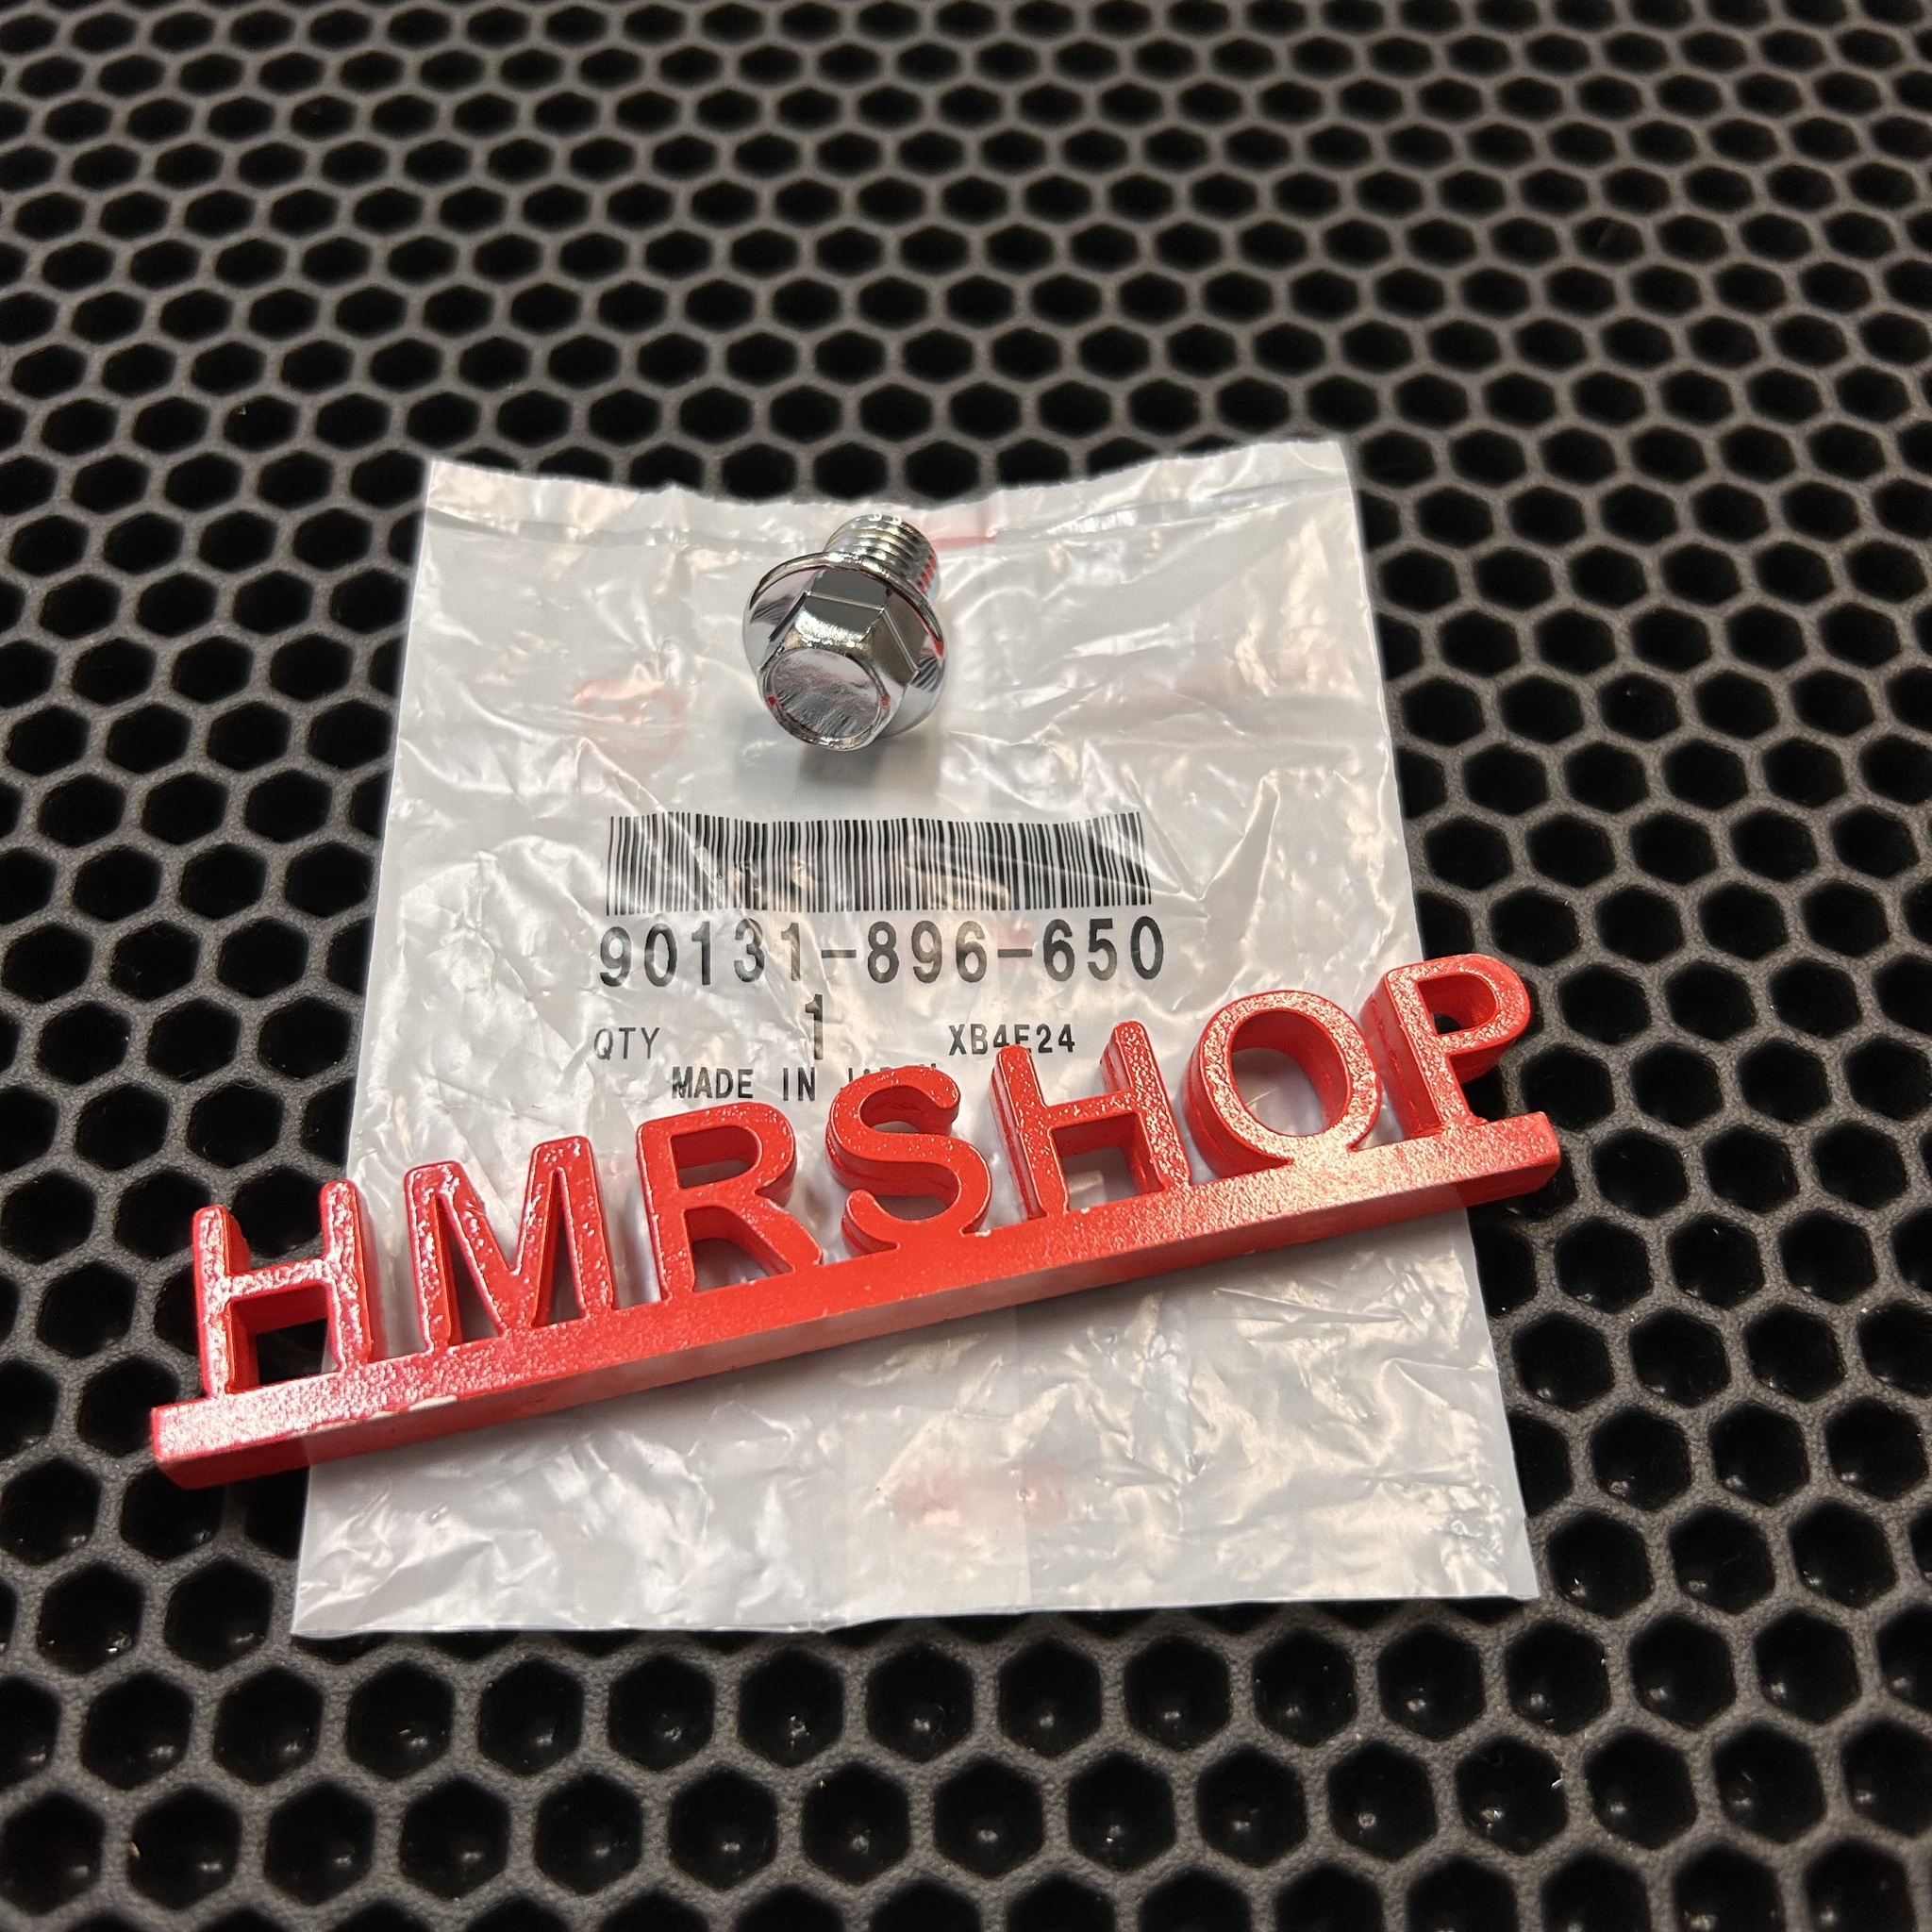 90131-896-650
QTY 1 XB4E24
MADE IN
HMRSHOP